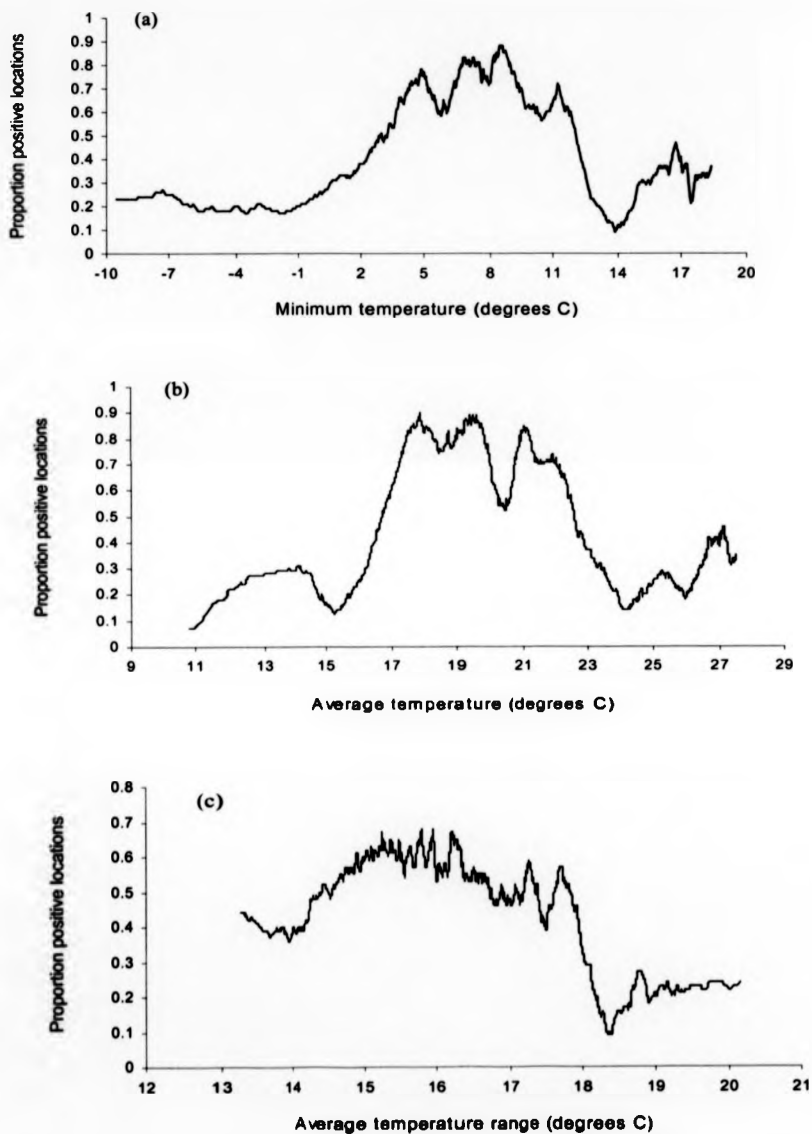 (a)
Proportion positive locations
1
0.9
0.8
0.7
0.6
0.5
0.4
0.3
0.2
0.1
0
-10 -7 -4 -1 2 5 8 11 14 17 20
Minimum temperature (degrees C)
(b)
Proportion positive locations
1
0.9
0.8
0.7
0.6
0.5
0.4
0.3
0.2
0.1
0
9 11 13 15 17 19 21 23 25 27 29
Average temperature (degrees C)
(c)
Proportion positive locations
0.8
0.7
0.6
0.5
0.4
0.3
0.2
0.1
0
12 13 14 15 16 17 18 19 20 21
Average temperature range (degrees C)